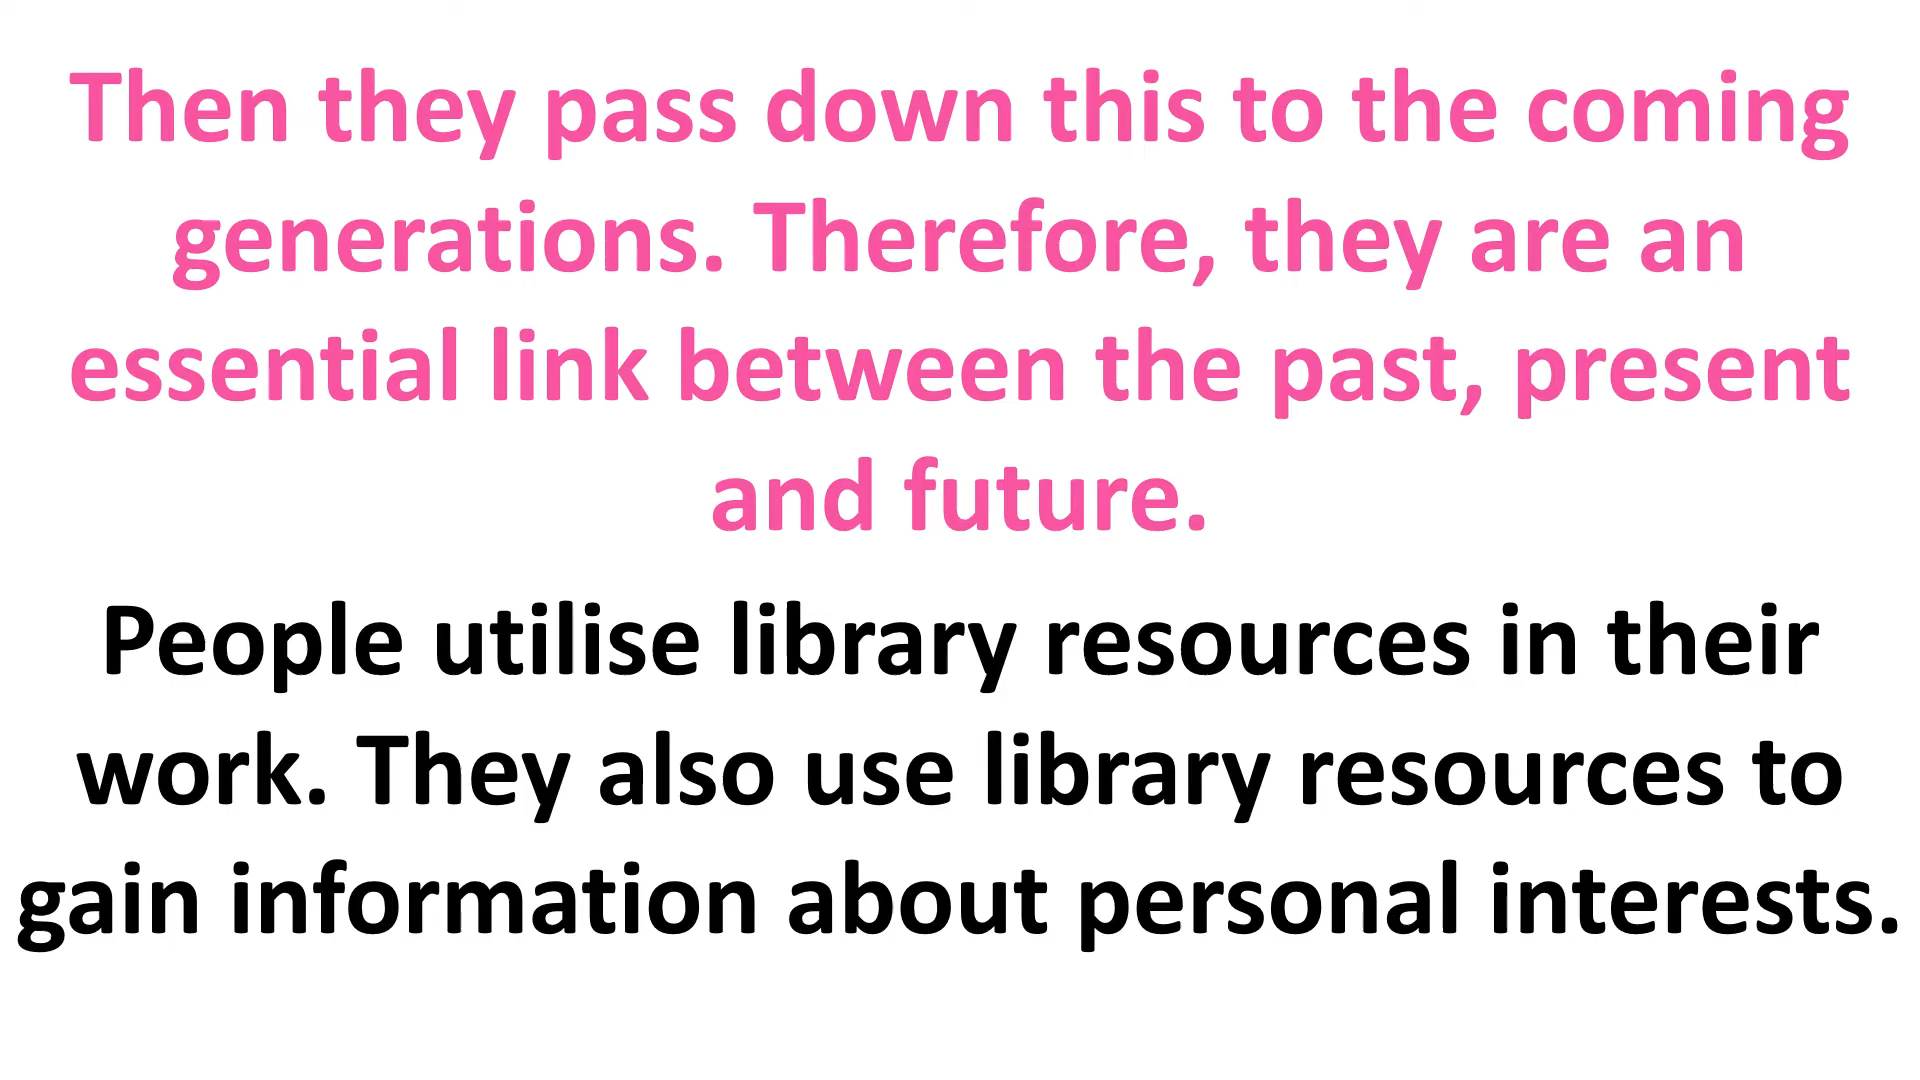 Then they pass down this to the coming
generations. Therefore, they are an
essential link between the past, present
and future.
People utilise library resources in their
work. They also use library resources to
gain information about personal interests.